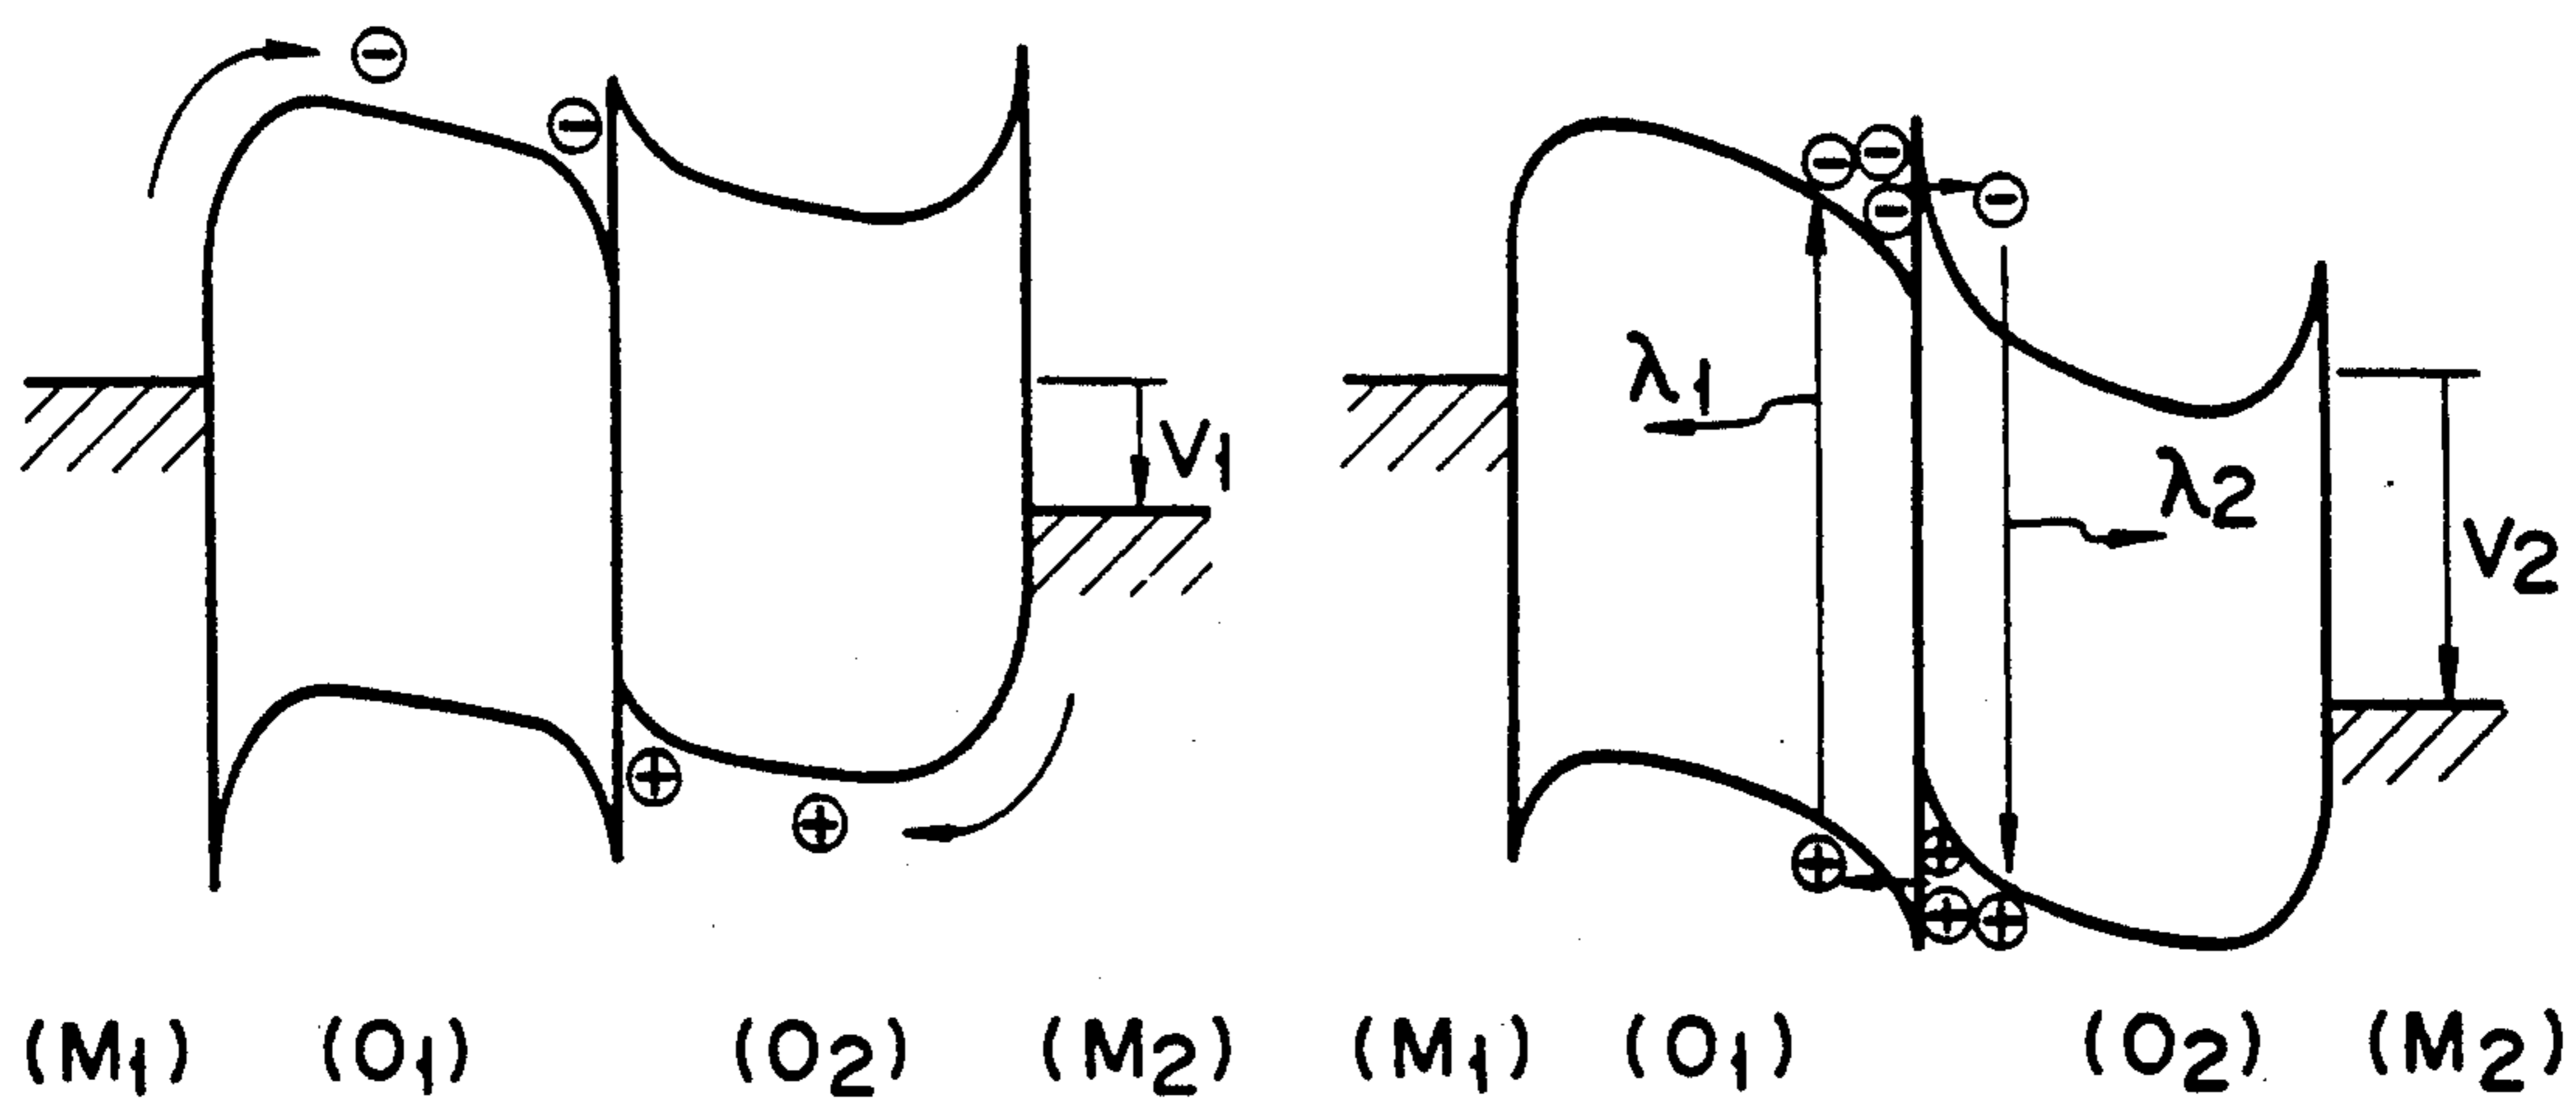 λ1
V1
λ2
V2
(M1) (O1) (O2) (M2) (M1) (O1) (O2) (M2)